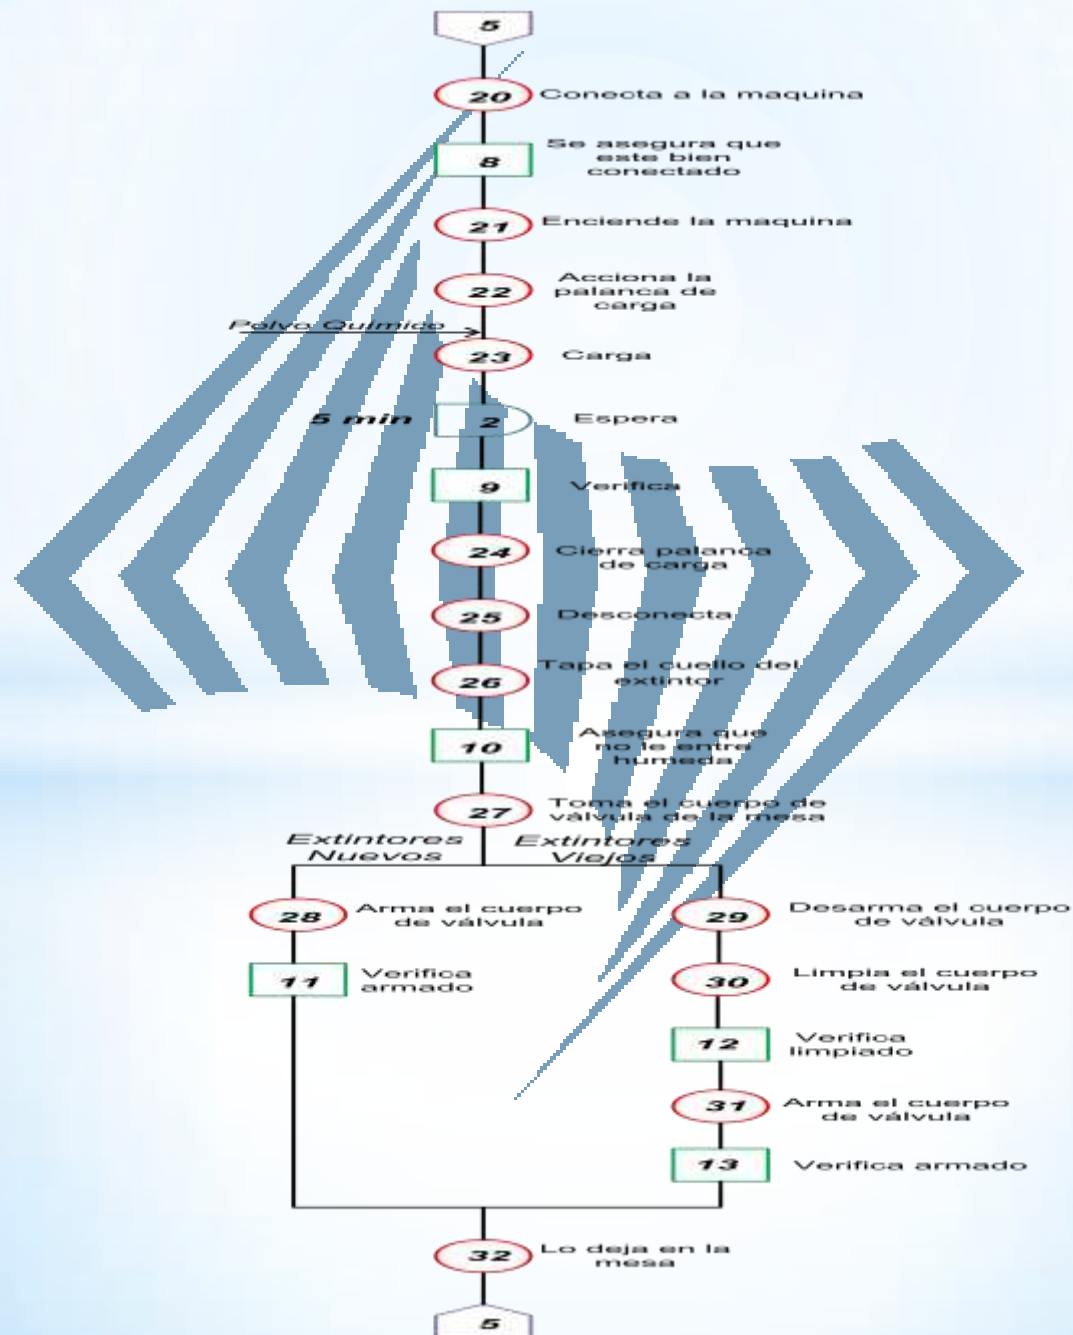 5
20 Conecta a la maquina
8 Se asegura que
este bien
conectado
21 Enciende la maquina
22 Acciona la
palanca de
carga
Polvo Químico
23 Carga
5 min 2 Espera
9 Verifica
24 Cierra palanca
de carga
25 Desconecta
26 Tapa el cuello del
extintor
10 Asegura que
no le entre
humeda
27 Toma el cuerpo de
válvula de la mesa
Extintores
Nuevos
Extintores
Viejos
28 Arma el cuerpo
de válvula
29 Desarma el cuerpo
de válvula
11 Verifica
armado
30 Limpia el cuerpo
de válvula
12 Verifica
limpiado
31 Arma el cuerpo
de válvula
13 Verifica armado
32 Lo deja en la
mesa
5